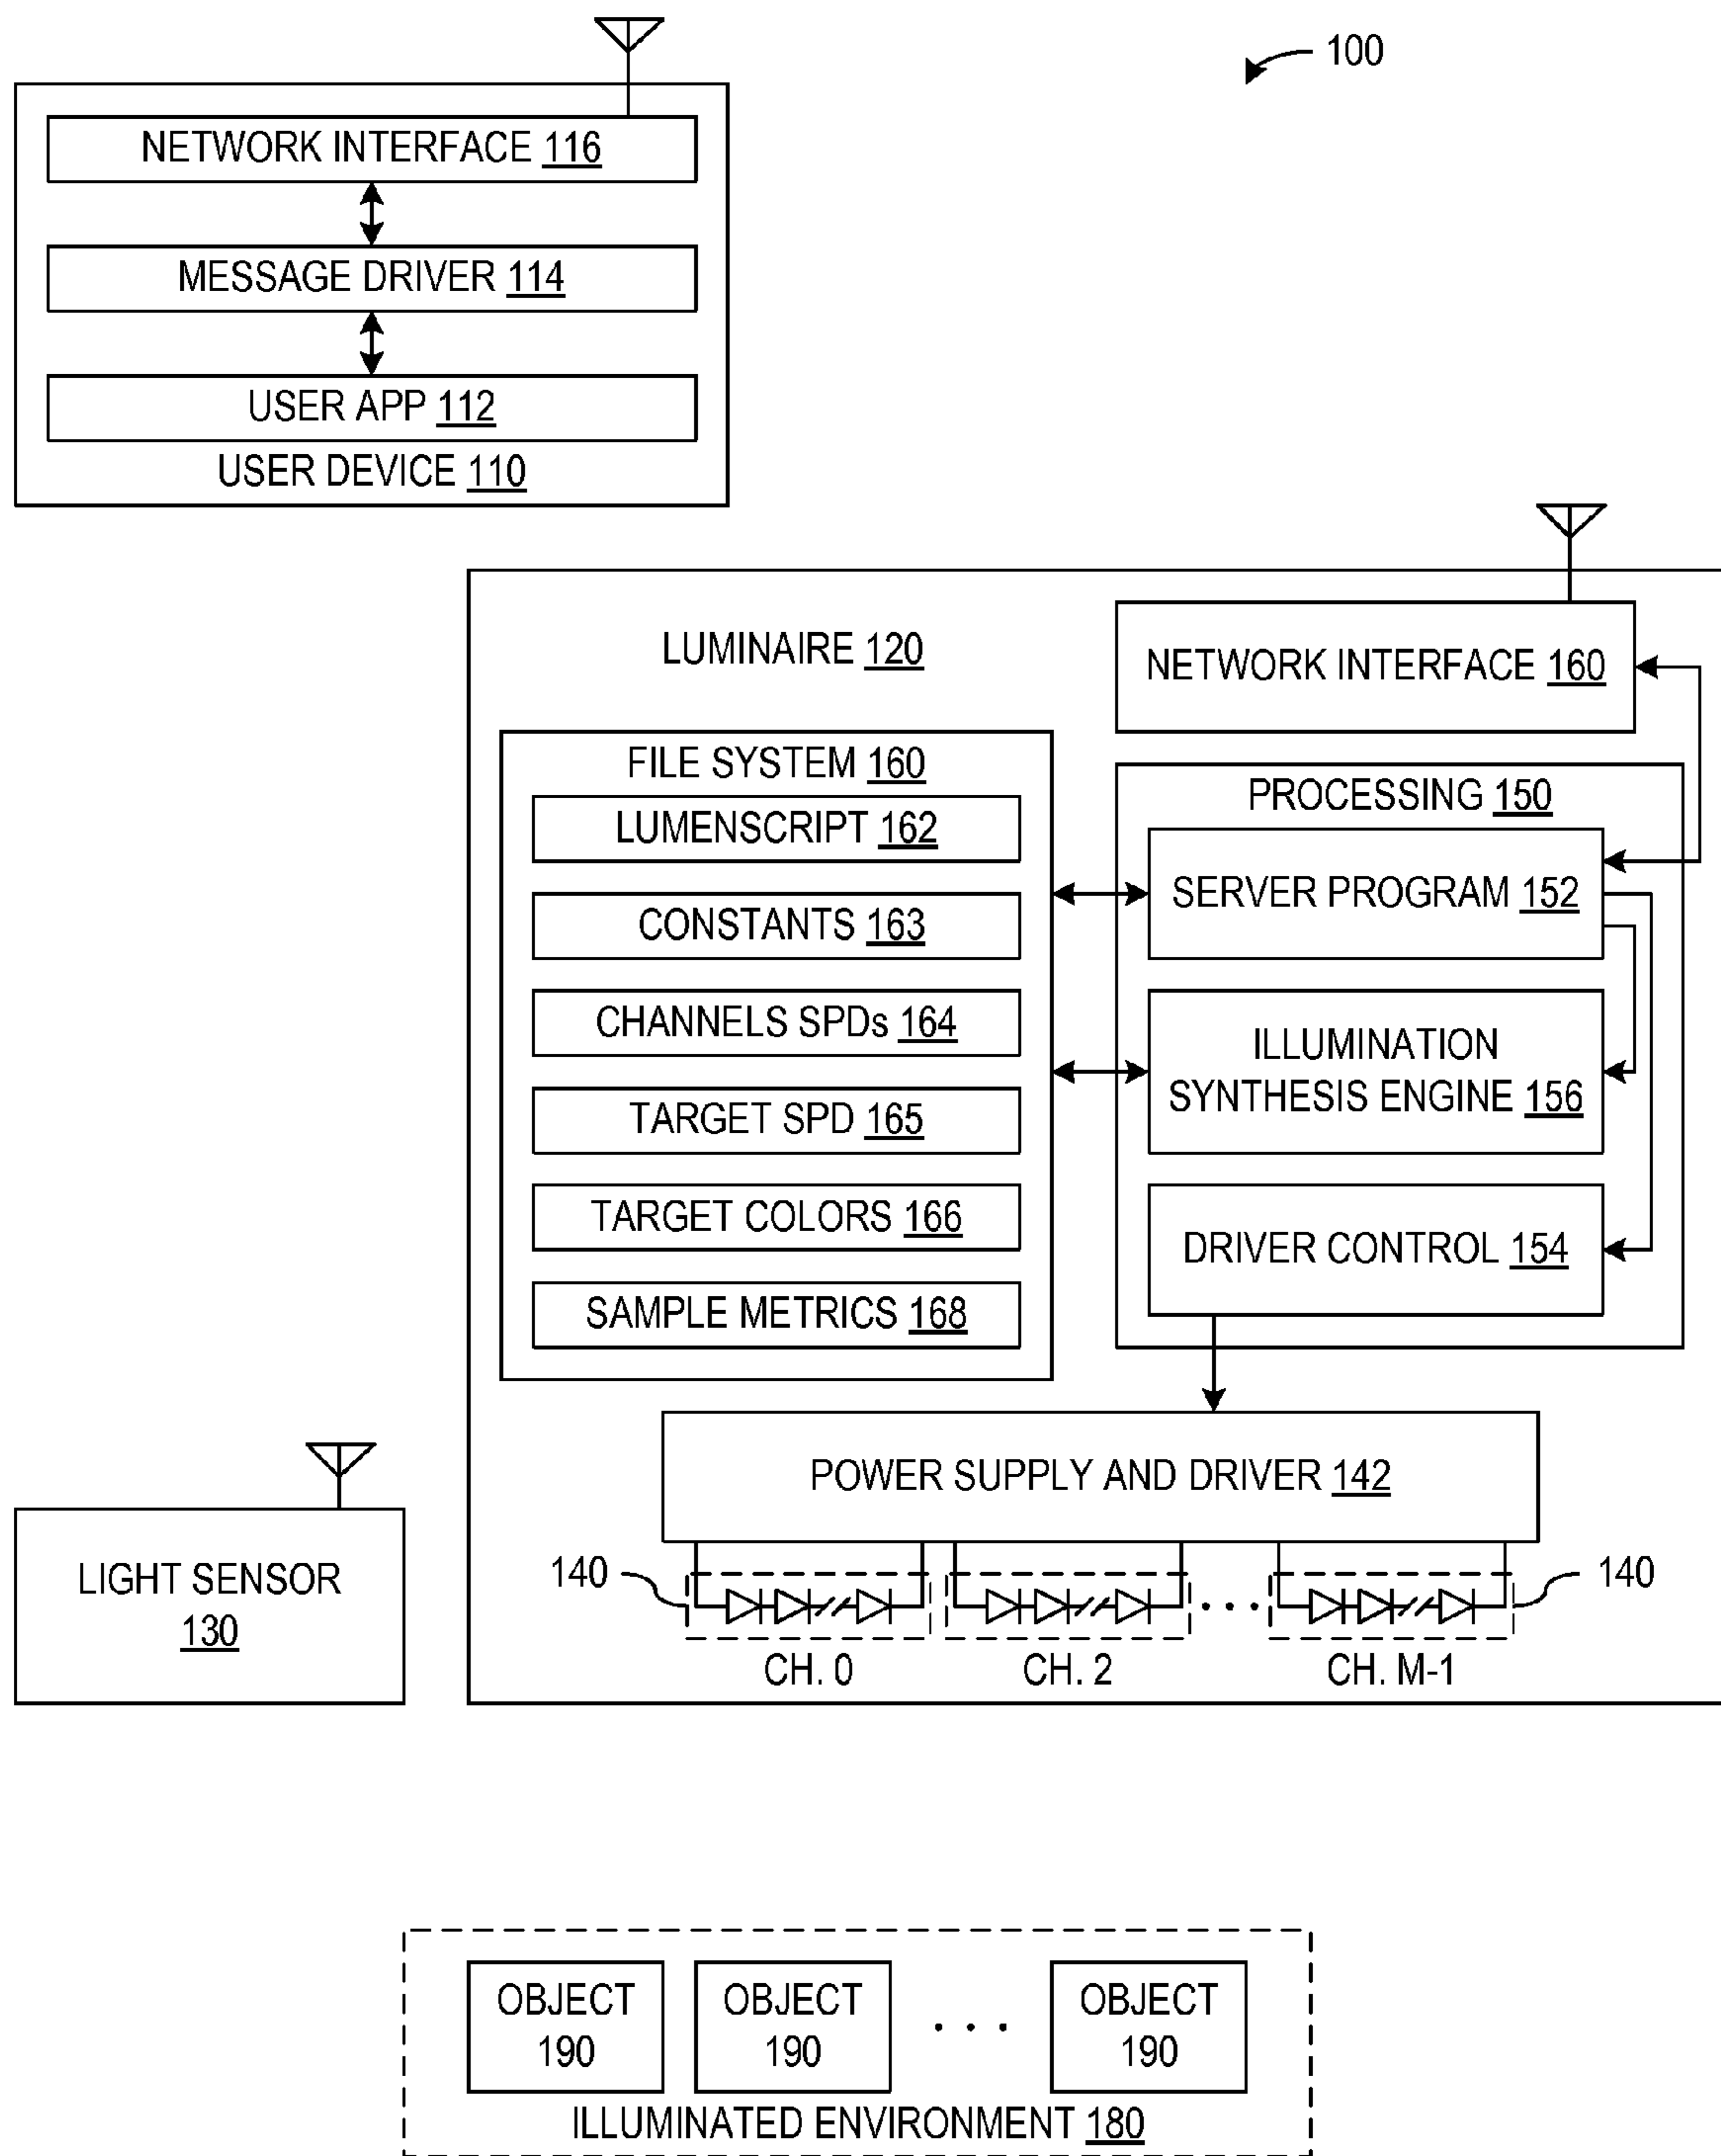 100
NETWORK INTERFACE 116
MESSAGE DRIVER 114
USER APP 112
USER DEVICE 110
LUMINAIRE 120
NETWORK INTERFACE 160
FILE SYSTEM 160
LUMENSCRIPT 162
CONSTANTS 163
CHANNELS SPDs 164
TARGET SPD 165
TARGET COLORS 166
SAMPLE METRICS 168
PROCESSING 150
SERVER PROGRAM 152
ILLUMINATION
SYNTHESIS ENGINE 156
DRIVER CONTROL 154
POWER SUPPLY AND DRIVER 142
LIGHT SENSOR
130
140
140
CH. 0
CH. 2
CH. M-1
OBJECT
190
OBJECT
190
. . .
OBJECT
190
ILLUMINATED ENVIRONMENT 180